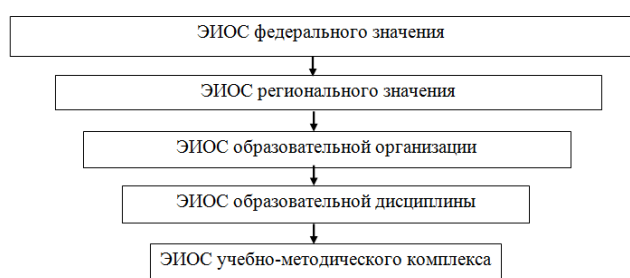 ЭИОС федерального значения
ЭИОС регионального значения
ЭИОС образовательной организации
ЭИОС образовательной дисциплины
ЭИОС учебно-методического комплекса